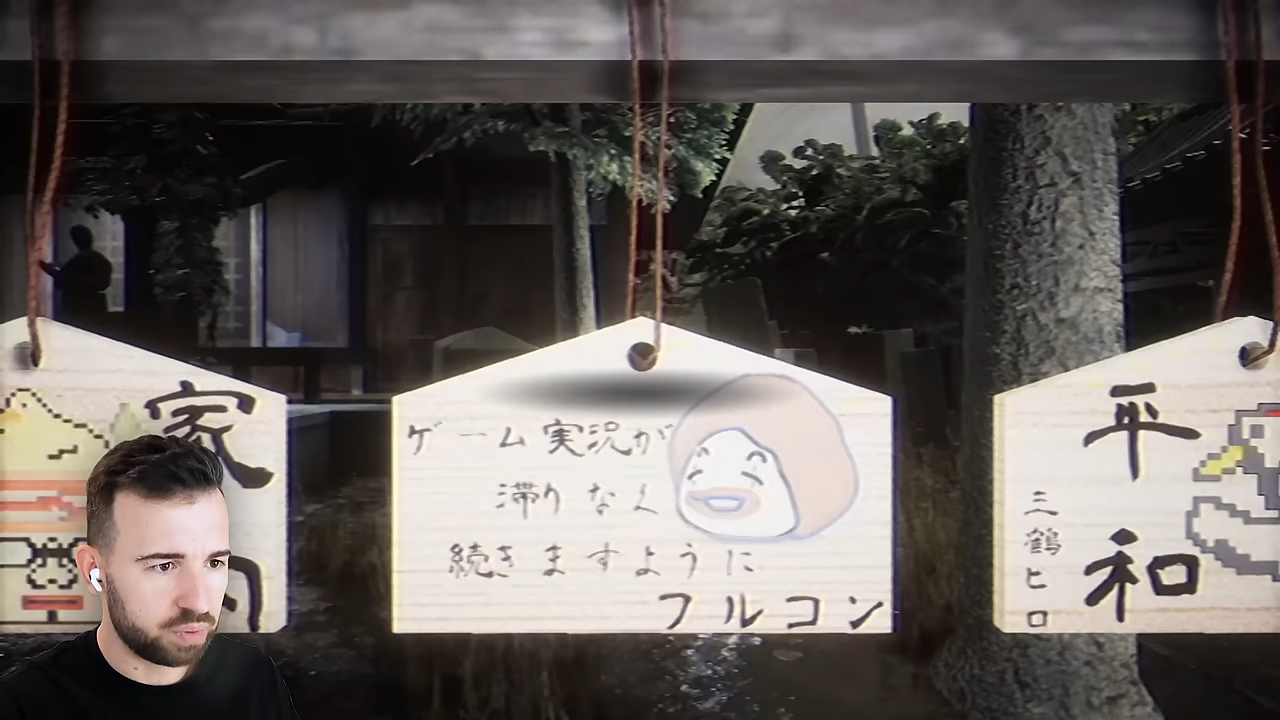 家
ゲーム実況が
滞りなく
続きますように
フルコン
平和
三鶴ヒロ